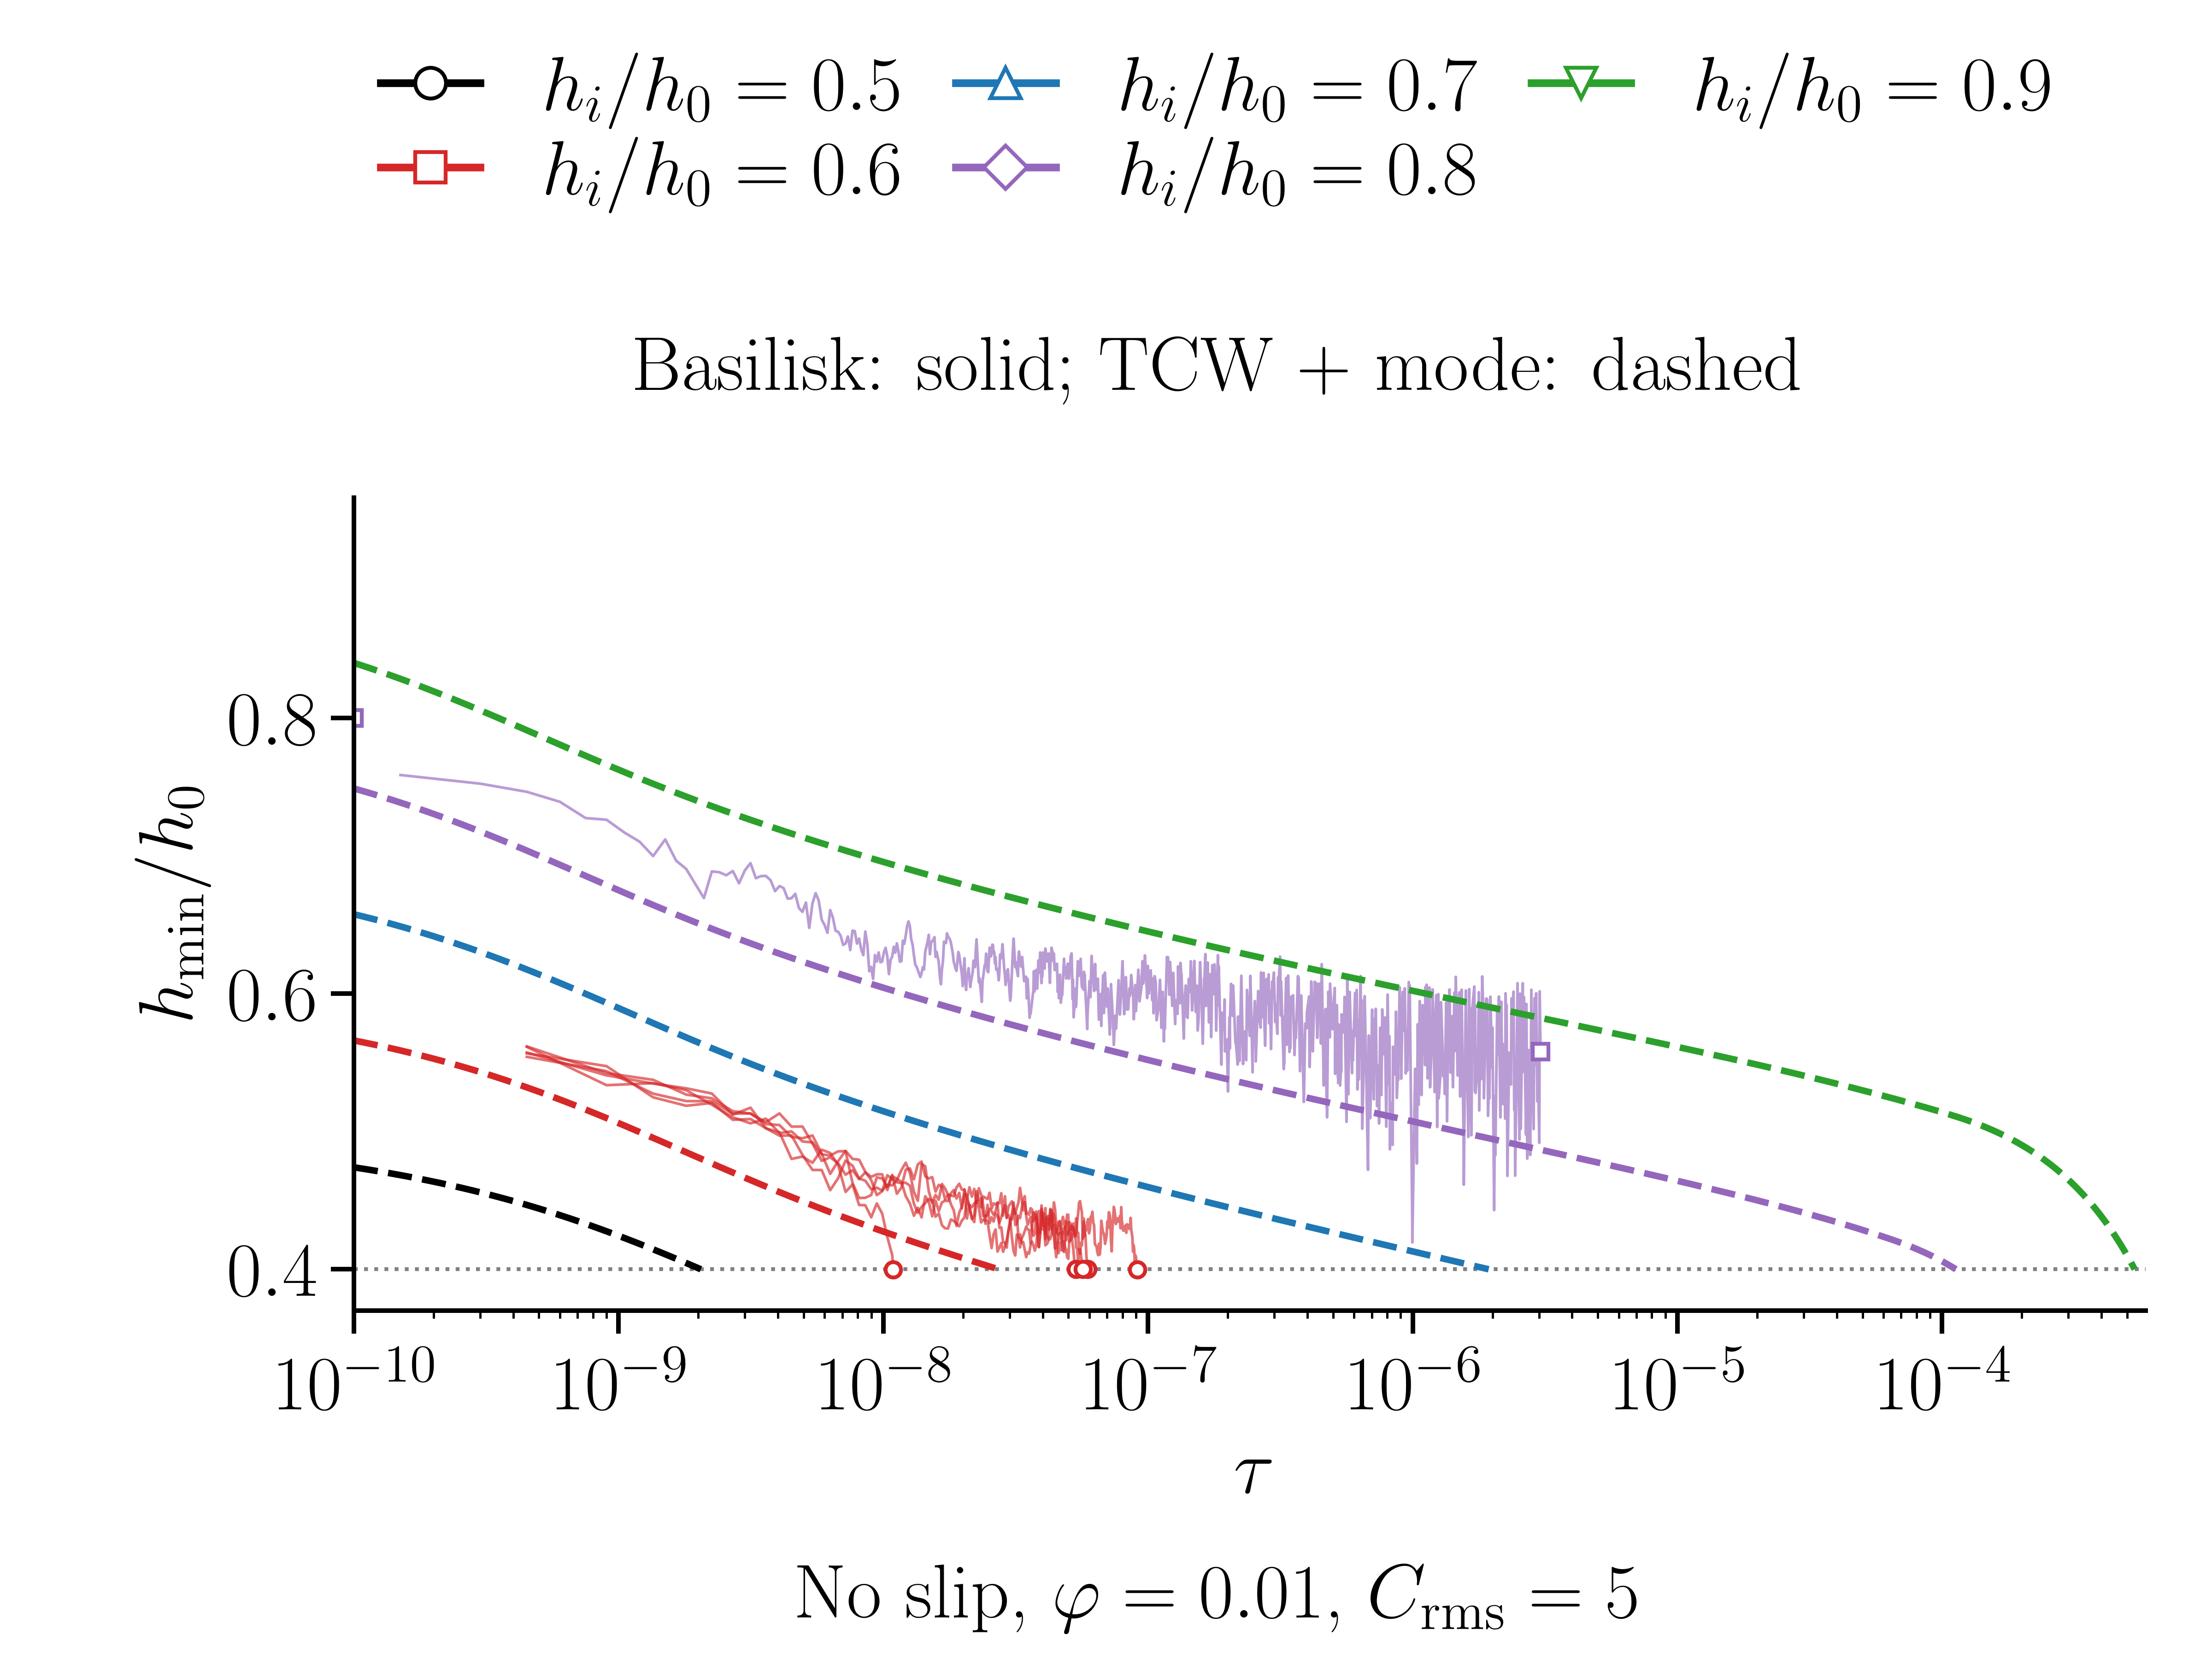 h_i/h_0 = 0.5
h_i/h_0 = 0.7
h_i/h_0 = 0.9
h_i/h_0 = 0.6
h_i/h_0 = 0.8
Basilisk: solid; TCW + mode: dashed
h_min/h_0
0.8
0.6
0.4
10^−10 10^−9 10^−8 10^−7 10^−6 10^−5 10^−4
τ
No slip, φ = 0.01, C_rms = 5